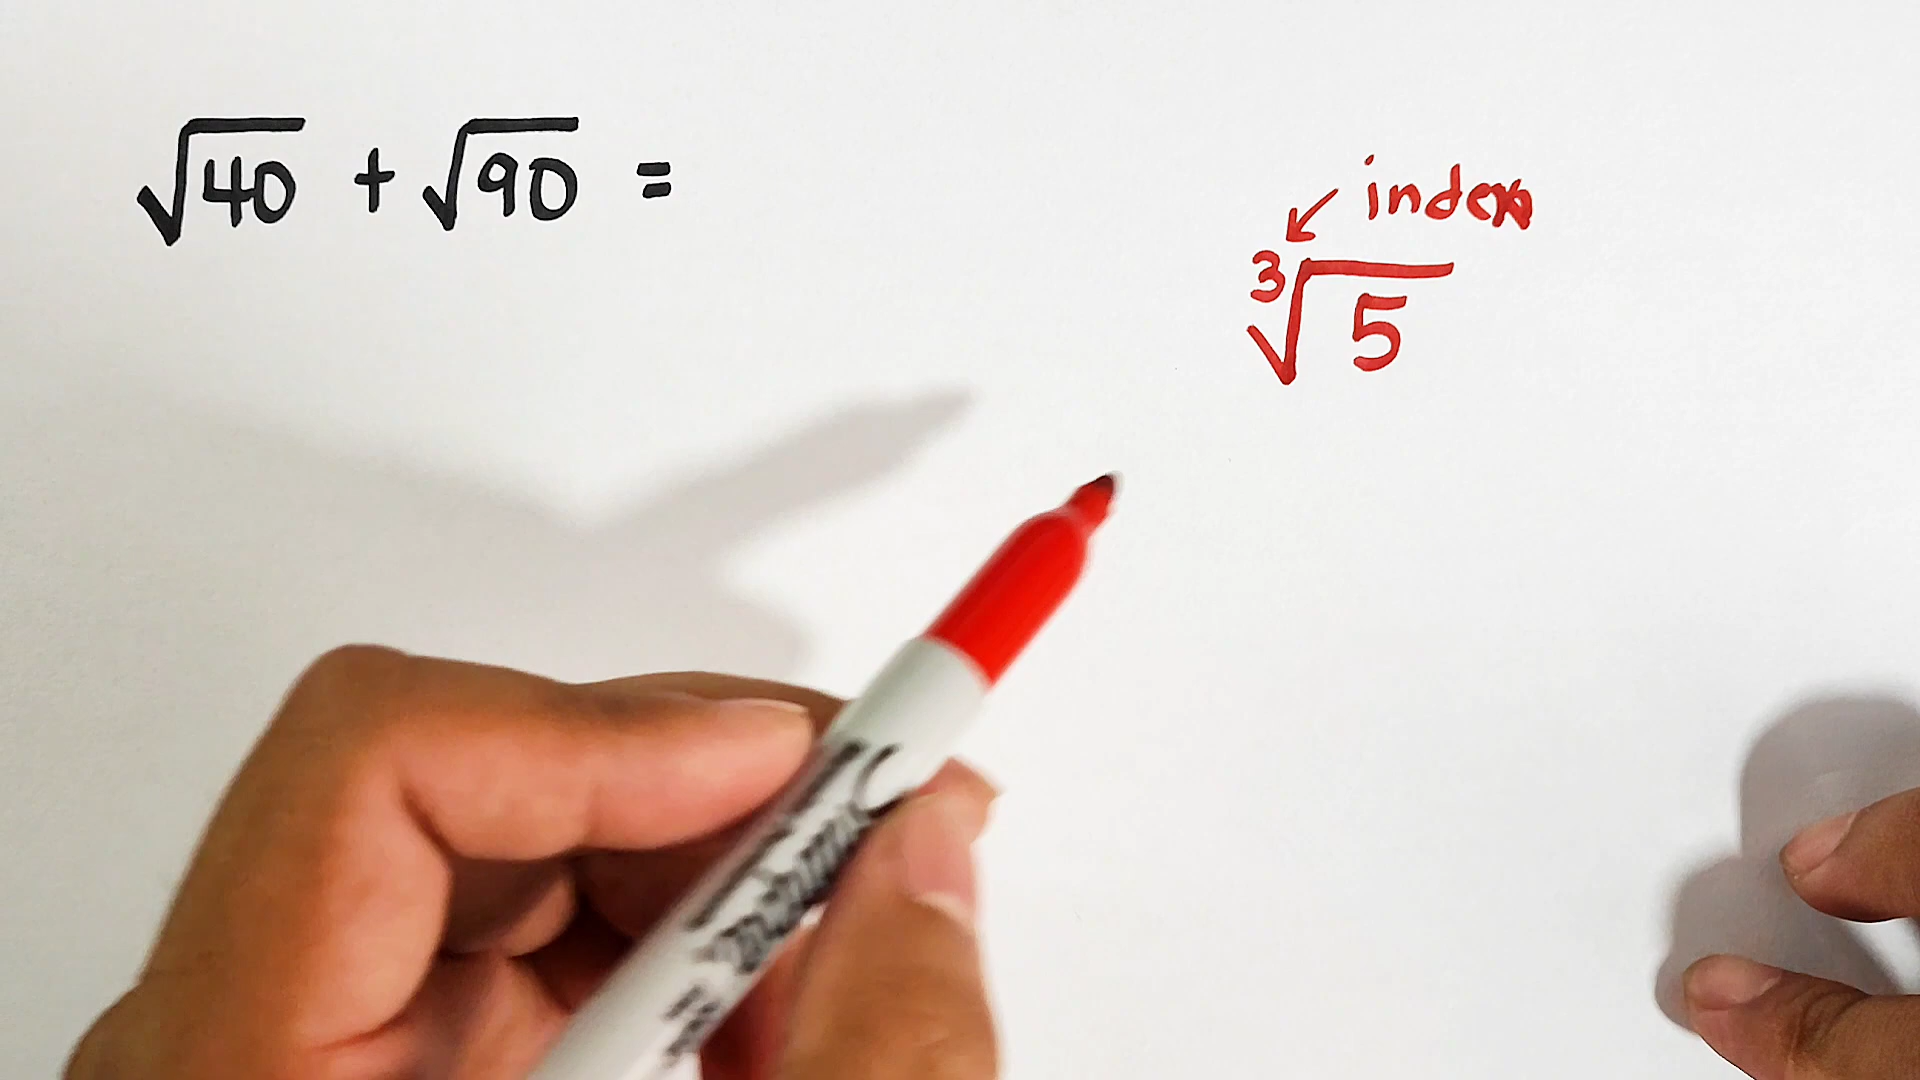 √40 + √90 =
index
∛5